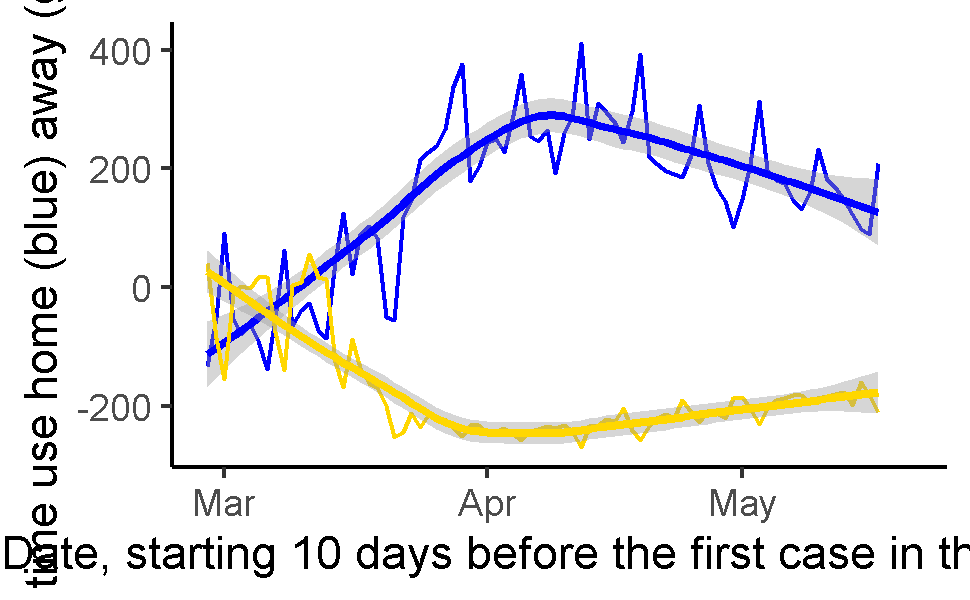 time use home (blue) away (
400
200
0
-200
Mar Apr May
Date, starting 10 days before the first case in th